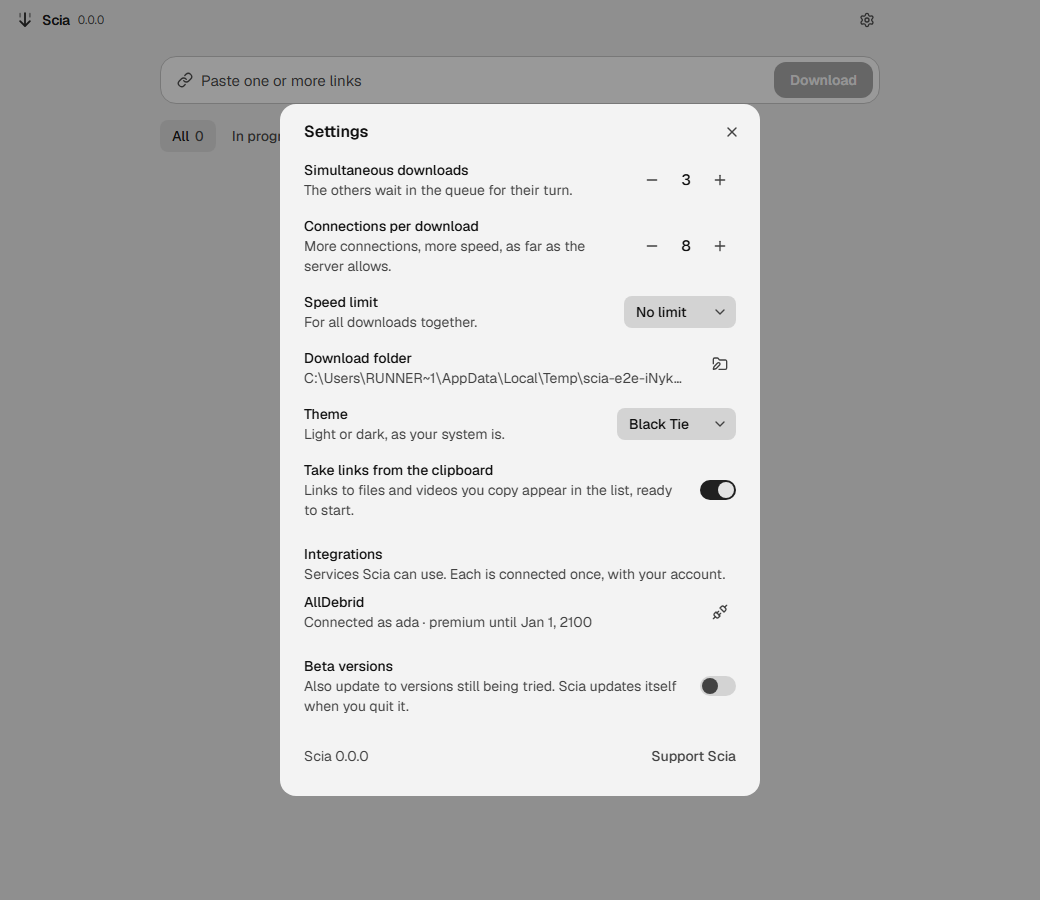 Scia 0.0.0
Paste one or more links
Download
All 0
In progr
Settings
Simultaneous downloads
The others wait in the queue for their turn.
3
Connections per download
More connections, more speed, as far as the
server allows.
8
Speed limit
For all downloads together.
No limit
Download folder
C:\Users\RUNNER~1\AppData\Local\Temp\scia-e2e-iNyk…
Theme
Light or dark, as your system is.
Black Tie
Take links from the clipboard
Links to files and videos you copy appear in the list, ready
to start.
Integrations
Services Scia can use. Each is connected once, with your account.
AllDebrid
Connected as ada · premium until Jan 1, 2100
Beta versions
Also update to versions still being tried. Scia updates itself
when you quit it.
Scia 0.0.0
Support Scia